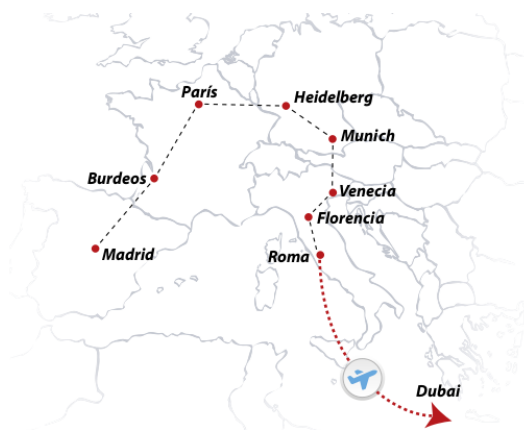 París
Heidelberg
Munich
Burdeos
Venecia
Florencia
Madrid
Roma
Dubai